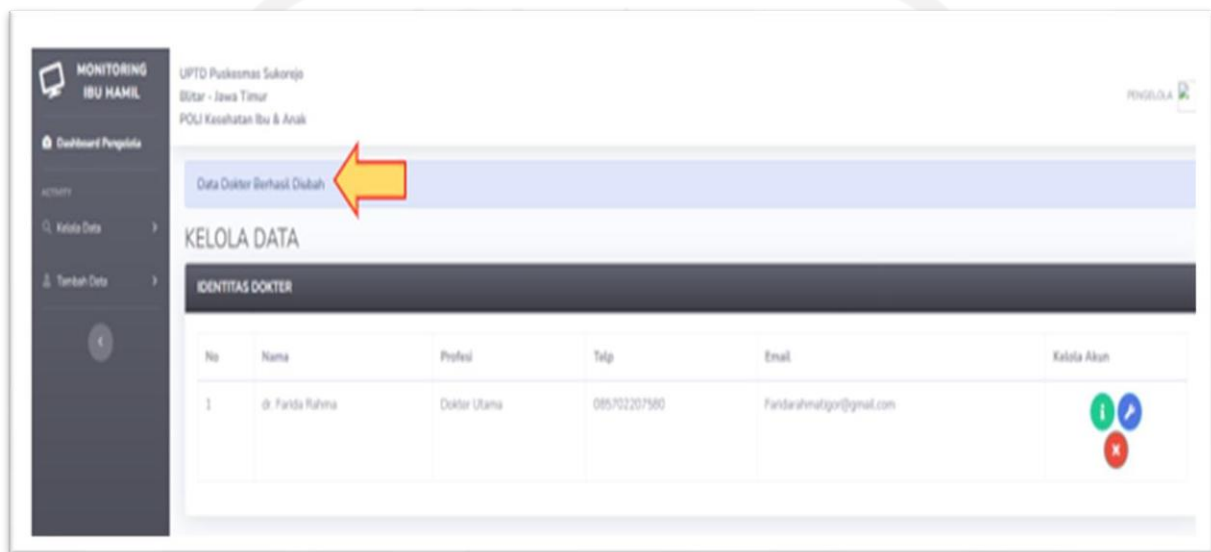 MONITORING
IBU HAMIL
Dashboard Pengelola
ACTIVITY
Kelola Data
Tambah Data
UPTD Puskesmas Sukorejo
Blitar - Jawa Timur
POLI Kesehatan Ibu & Anak
PENGELOLA
Data Dokter Berhasil Diubah
KELOLA DATA
IDENTITAS DOKTER
No Nama Profesi Telp Email Kelola Akun
1 dr. Farida Rahma Dokter Utama 085702207580 Faridarahmatigor@gmail.com